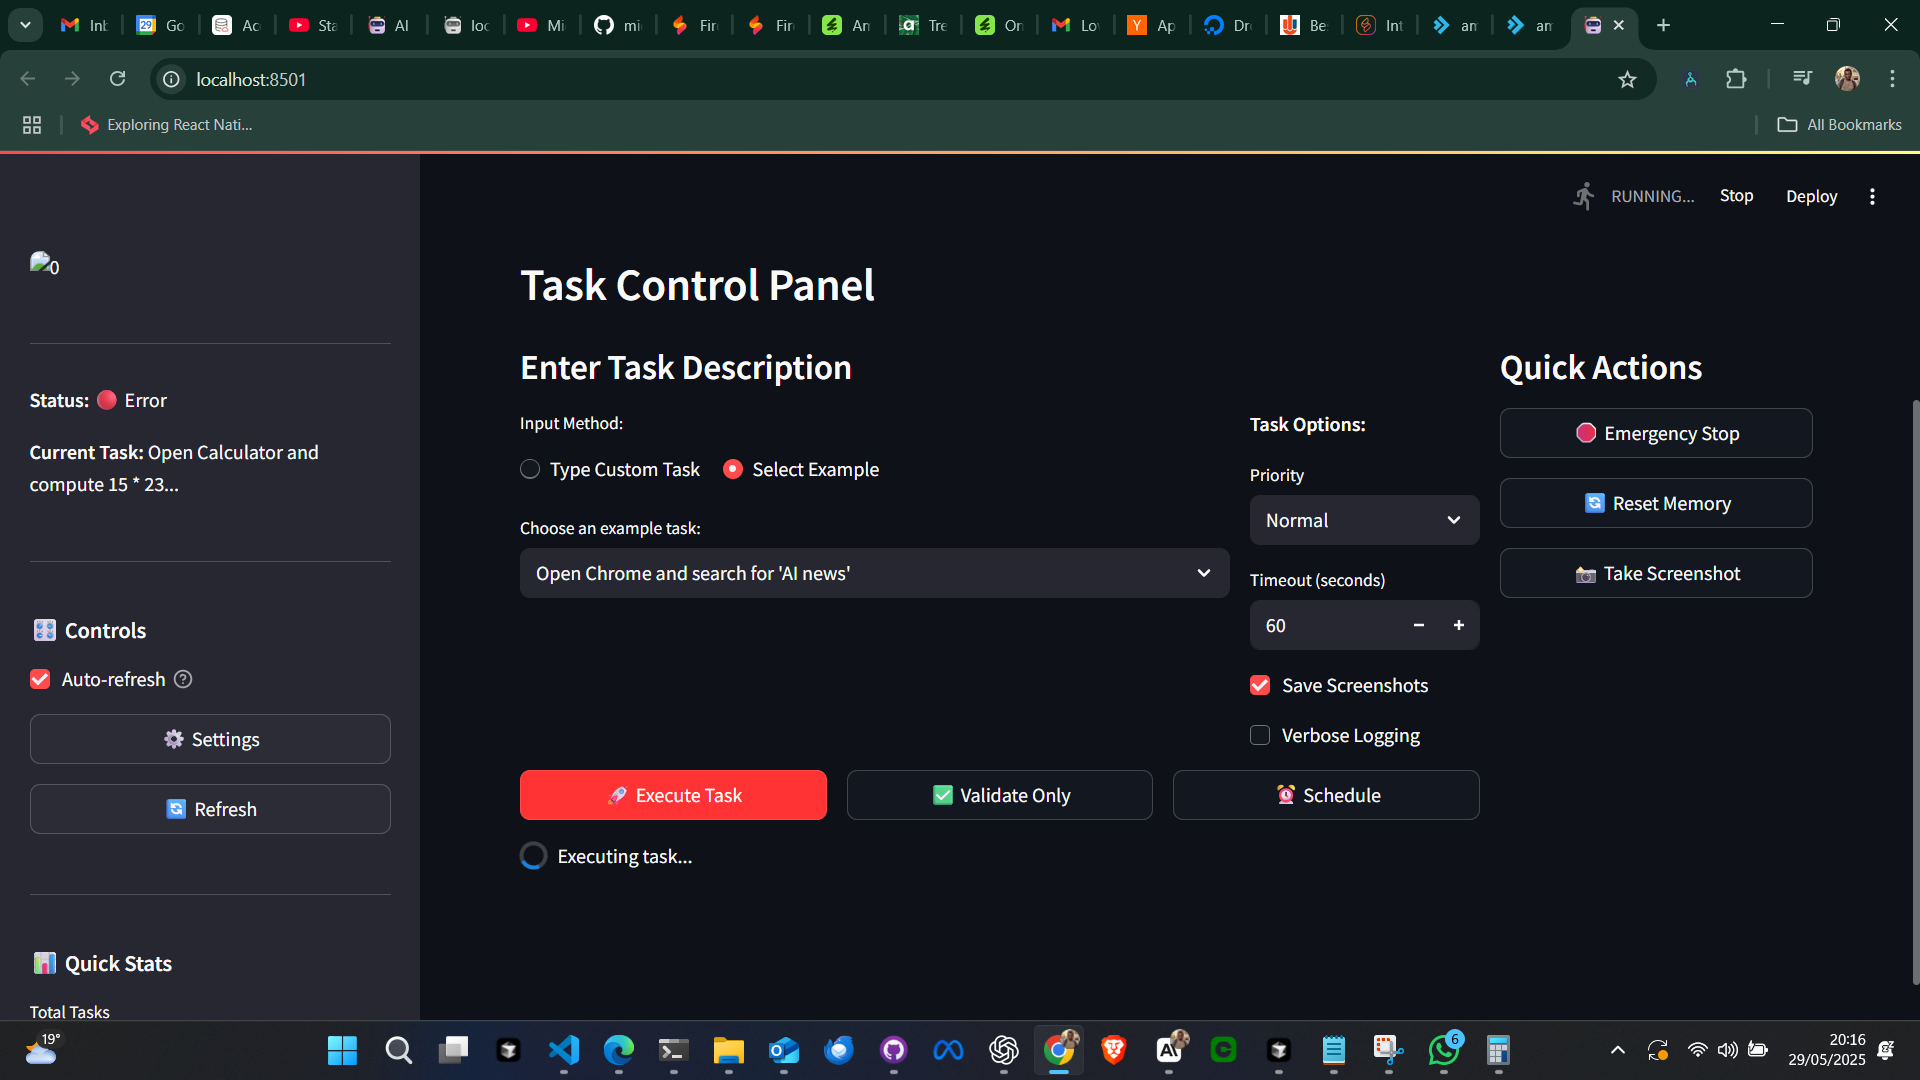 Inb
Go
Ac
Sta
AI
loc
Mi
mi
Fir
Fir
An
Tre
On
Lov
Ap
Dr
Be
Int
am
am
localhost:8501
Exploring React Nati...
All Bookmarks
RUNNING...
Stop
Deploy
0
Status: Error
Current Task: Open Calculator and
compute 15 * 23...
Controls
Auto-refresh
Settings
Refresh
Quick Stats
Total Tasks
Task Control Panel
Enter Task Description
Input Method:
Type Custom Task
Select Example
Choose an example task:
Open Chrome and search for 'AI news'
Task Options:
Priority
Normal
Timeout (seconds)
60
Save Screenshots
Verbose Logging
Execute Task
Validate Only
Schedule
Executing task...
Quick Actions
Emergency Stop
Reset Memory
Take Screenshot
19°
6
20:16
29/05/2025